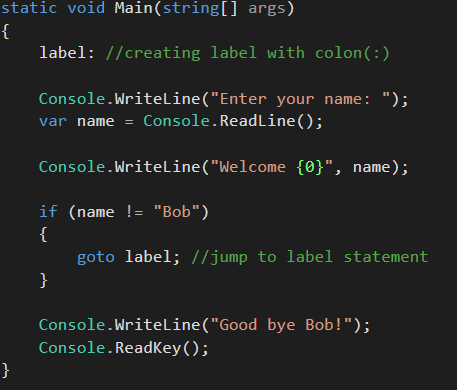 static void Main(string[] args)
{
    label: //creating label with colon(:)

    Console.WriteLine("Enter your name: ");
    var name = Console.ReadLine();

    Console.WriteLine("Welcome {0}", name);

    if (name != "Bob")
    {
        goto label; //jump to label statement
    }

    Console.WriteLine("Good bye Bob!");
    Console.ReadKey();
}